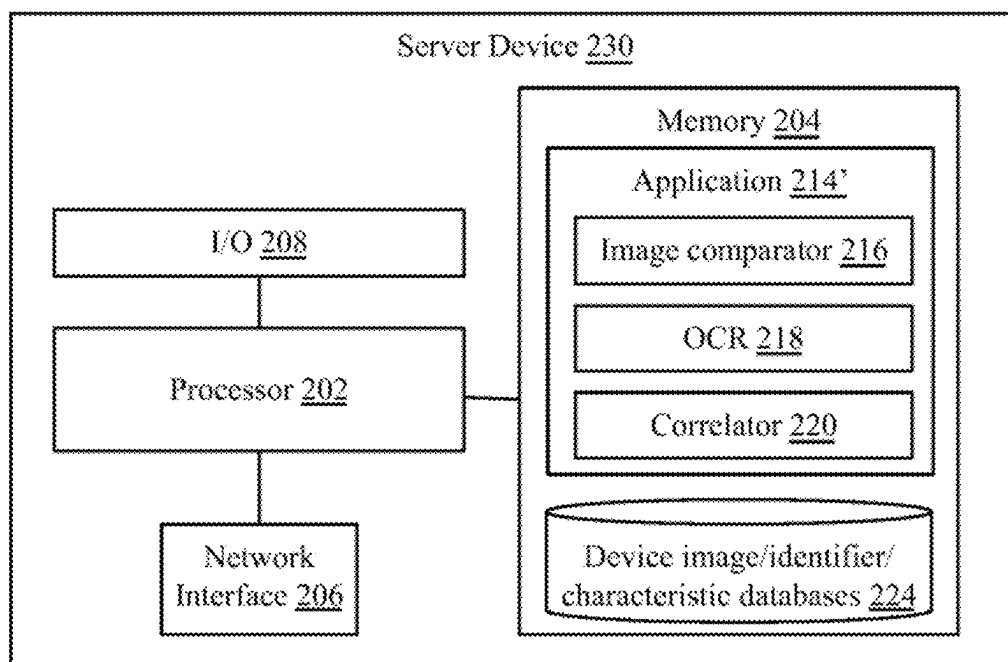 Server Device 230
Memory 204
Application 214’
I/O 208
Image comparator 216
OCR 218
Processor 202
Correlator 220
Network
Interface 206
Device image/identifier/
characteristic databases 224